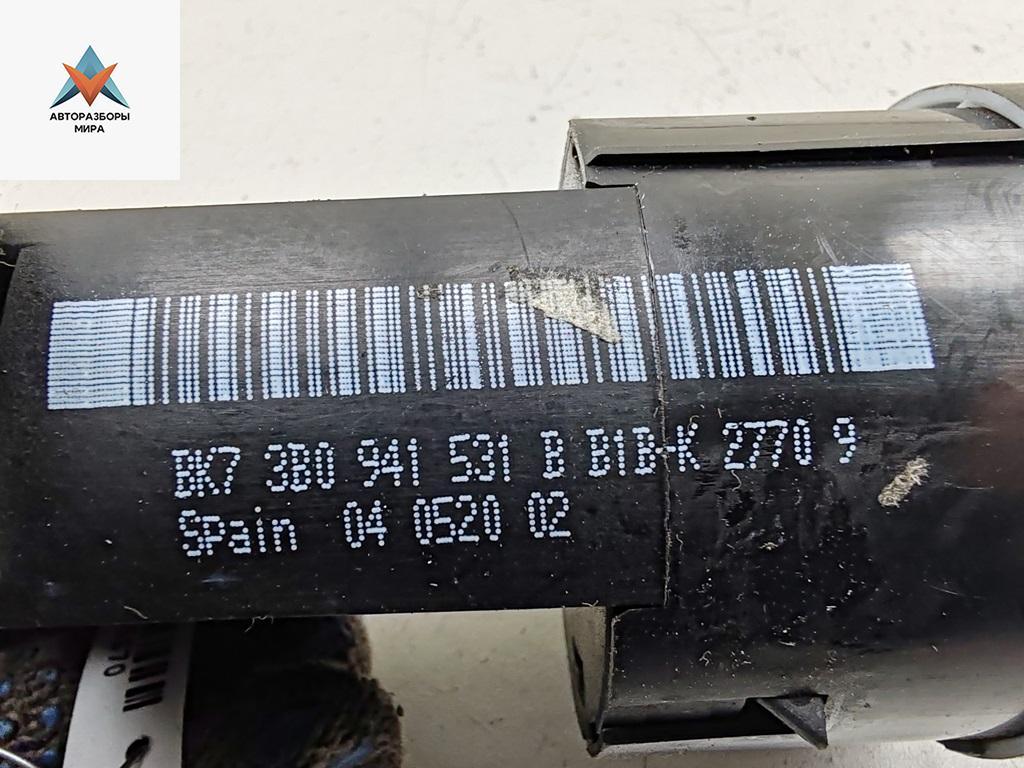 АВТОРАЗБОРЫ
МИРА
BK7 3B0 941 531 B B1B-K 2770 9
Spain 04 0520 02